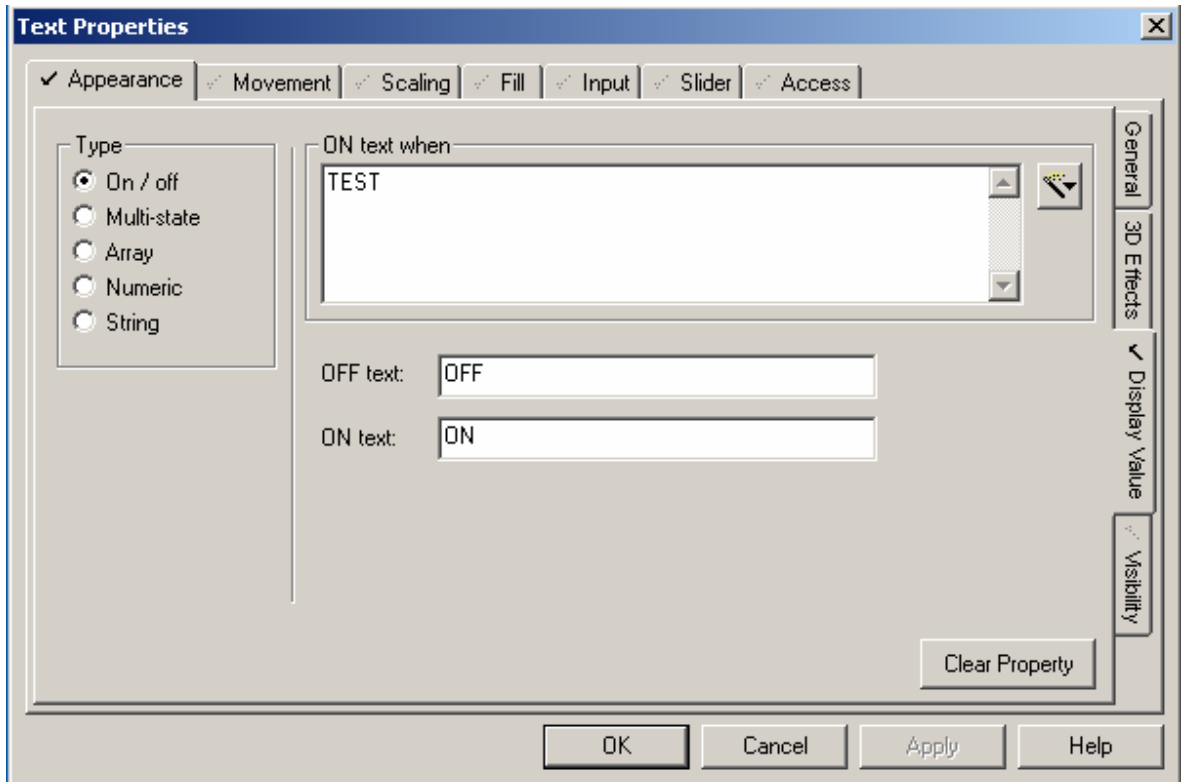 Text Properties
Appearance Movement Scaling Fill Input Slider Access
Type
On / off
Multi-state
Array
Numeric
String
ON text when
TEST
OFF text: OFF
ON text: ON
General
3D Effects
Display Value
Visibility
Clear Property
OK Cancel Apply Help